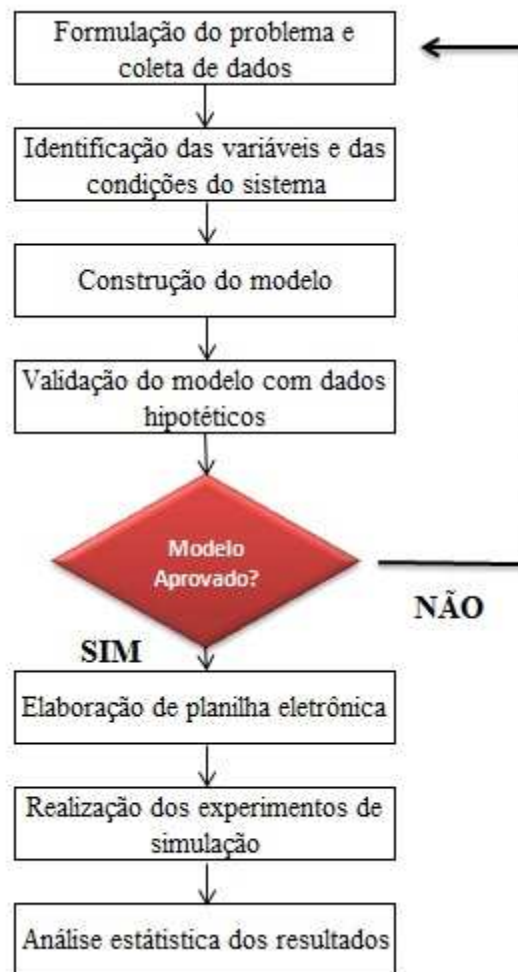 Formulação do problema e
coleta de dados
Identificação das variáveis e das
condições do sistema
Construção do modelo
Validação do modelo com dados
hipotéticos
Modelo
Aprovado?
NÃO
SIM
Elaboração de planilha eletrônica
Realização dos experimentos de
simulação
Análise estátistica dos resultados